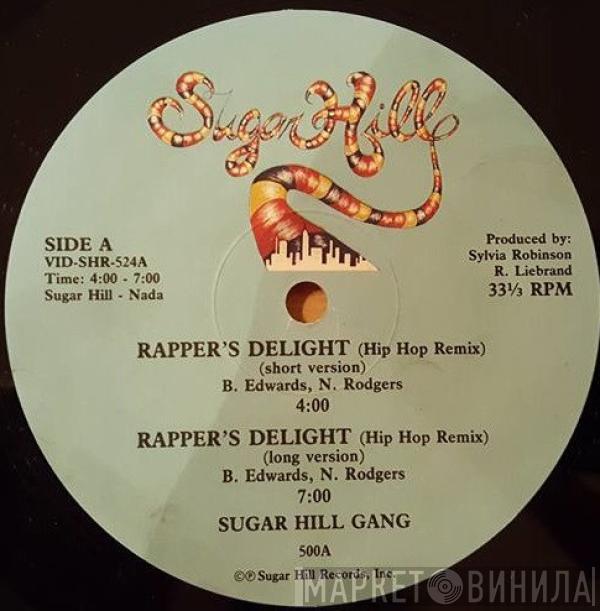 Sugar Hill
SIDE A
VID-SHR-524A
Time: 4:00 - 7:00
Sugar Hill - Nada
Produced by:
Sylvia Robinson
R. Liebrand
33⅓ RPM
RAPPER'S DELIGHT (Hip Hop Remix)
(short version)
B. Edwards, N. Rodgers
4:00
RAPPER'S DELIGHT (Hip Hop Remix)
(long version)
B. Edwards, N. Rodgers
7:00
SUGAR HILL GANG
500A
©℗ Sugar Hill Records, Inc.
МАРКЕТ ВИНИЛА